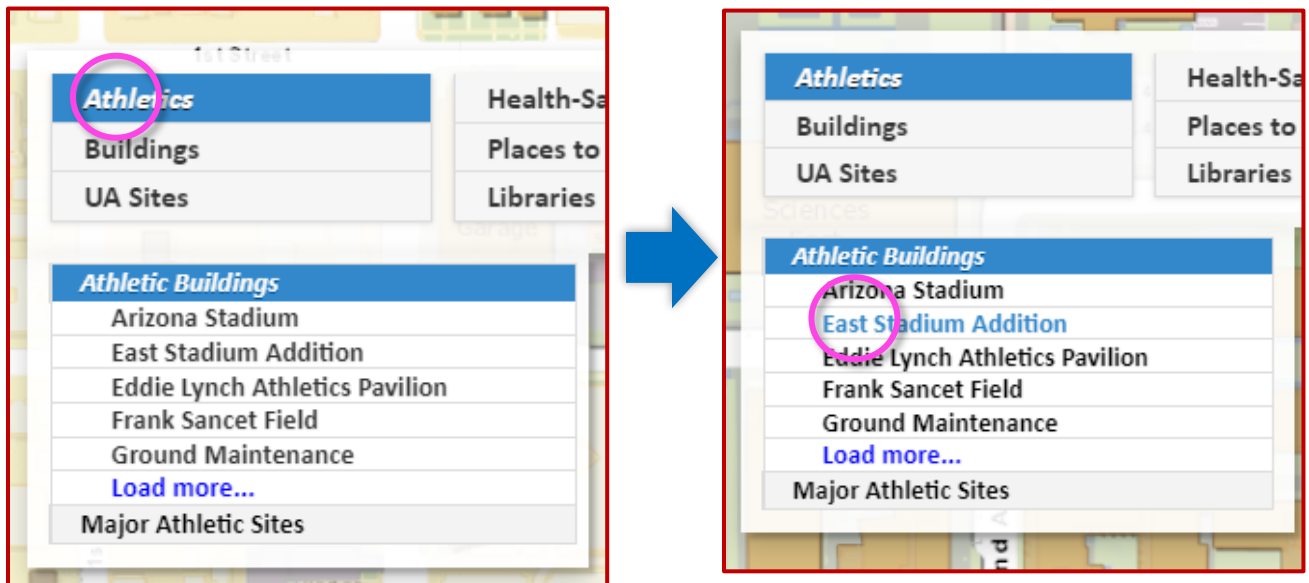 1st Street
Athletics
Buildings
UA Sites
Health-Sa
Places to
Libraries
Garage
Athletic Buildings
Arizona Stadium
East Stadium Addition
Eddie Lynch Athletics Pavilion
Frank Sancet Field
Ground Maintenance
Load more...
Major Athletic Sites
Athletics
Buildings
UA Sites
Health-Sa
Places to
Libraries
Sciences
Athletic Buildings
Arizona Stadium
East Stadium Addition
Eddie Lynch Athletics Pavilion
Frank Sancet Field
Ground Maintenance
Load more...
Major Athletic Sites